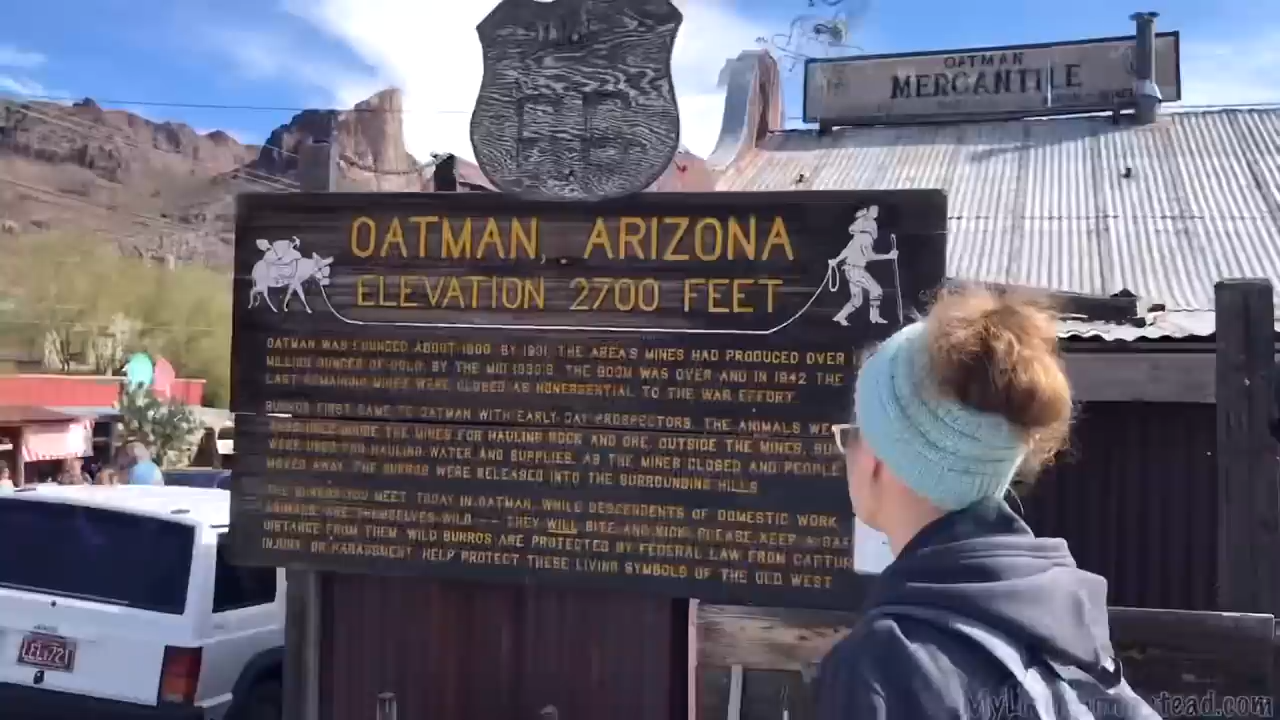 OATMAN
MERCANTILE
66
OATMAN, ARIZONA
ELEVATION 2700 FEET
OATMAN WAS FOUNDED ABOUT BY 1931, THE AREA'S MINES HAD PRODUCED OVER
MILLION OUNCES OF GOLD. BY THE MID 1930'S, THE BOOM WAS OVER AND IN 1942 THE
LAST REMAINING MINES WERE CLOSED AS NONESSENTIAL TO THE WAR EFFORT.
BURROS FIRST CAME TO OATMAN WITH EARLY DAY PROSPECTORS. THE ANIMALS
INSIDE THE MINES FOR HAULING ROCK AND ORE. OUTSIDE THE MINES,
WERE USED FOR HAULING WATER AND SUPPLIES. AS THE MINES CLOSED AND PEOPLE
MOVED AWAY, THE BURROS WERE RELEASED INTO THE SURROUNDING HILLS
THE BURROS YOU MEET TODAY IN OATMAN, WHILE DESCENDENTS OF DOMESTIC WORK
ANIMALS, ARE THEMSELVES WILD --- THEY WILL BITE AND KICK. PLEASE KEEP A
DISTANCE FROM THEM. WILD BURROS ARE PROTECTED BY FEDERAL LAW FROM
INJURY OR HARASSMENT. HELP PROTECT THESE LIVING SYMBOLS OF THE OLD WEST